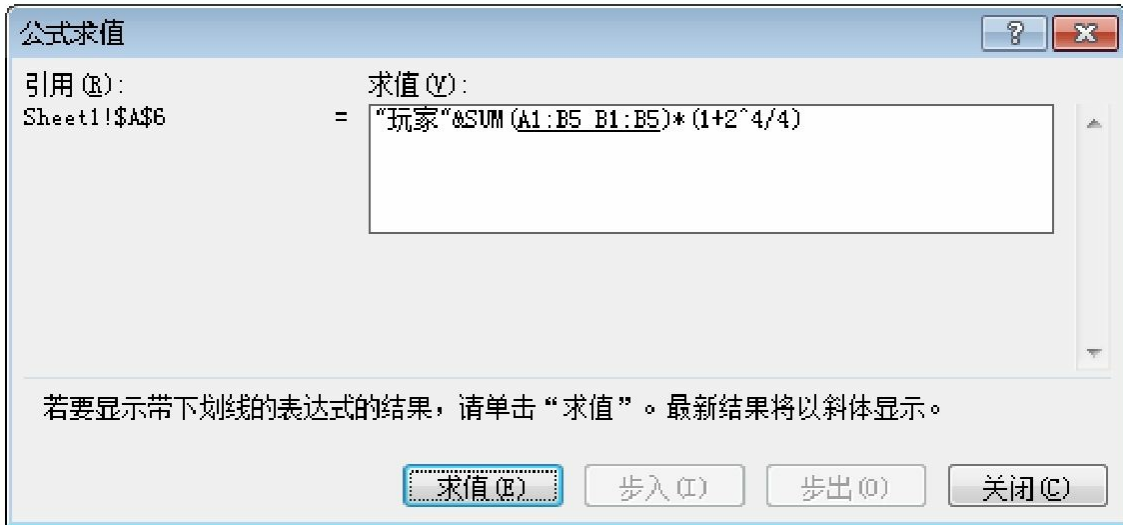 公式求值
引用(R):
求值(V):
Sheet1!$A$6
=
"玩家"&SUM(A1:B5 B1:B5)*(1+2^4/4)
若要显示带下划线的表达式的结果，请单击“求值”。最新结果将以斜体显示。
求值(E)
步入(I)
步出(O)
关闭(C)